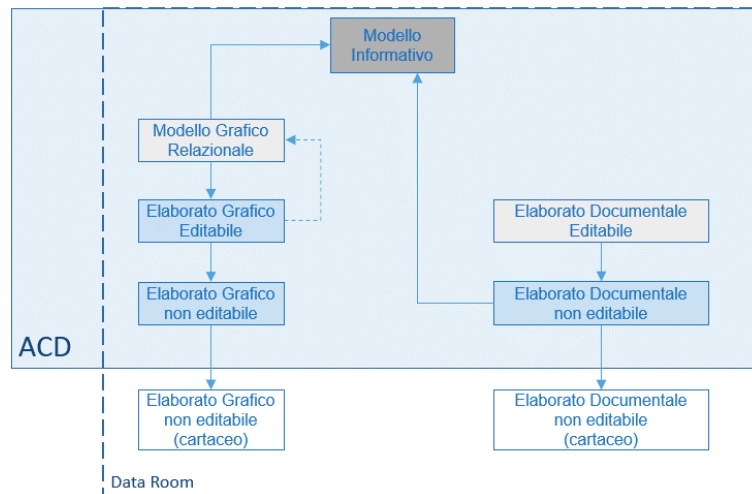 Modello
Informativo
Modello Grafico
Relazionale
Elaborato Grafico
Editabile
Elaborato Documentale
Editabile
Elaborato Grafico
non editabile
Elaborato Documentale
non editabile
ACD
Elaborato Grafico
non editabile
(cartaceo)
Elaborato Documentale
non editabile
(cartaceo)
Data Room